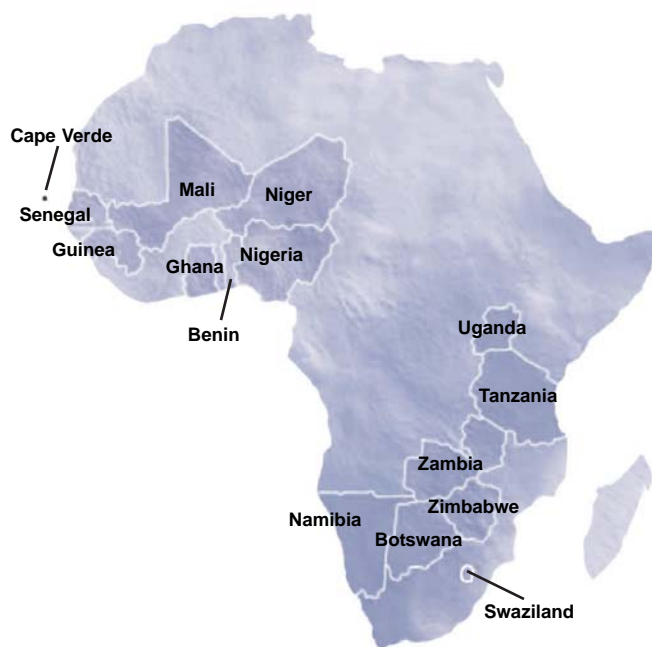 Cape Verde
Mali
Niger
Senegal
Guinea
Ghana
Nigeria
Benin
Uganda
Tanzania
Zambia
Zimbabwe
Namibia
Botswana
Swaziland